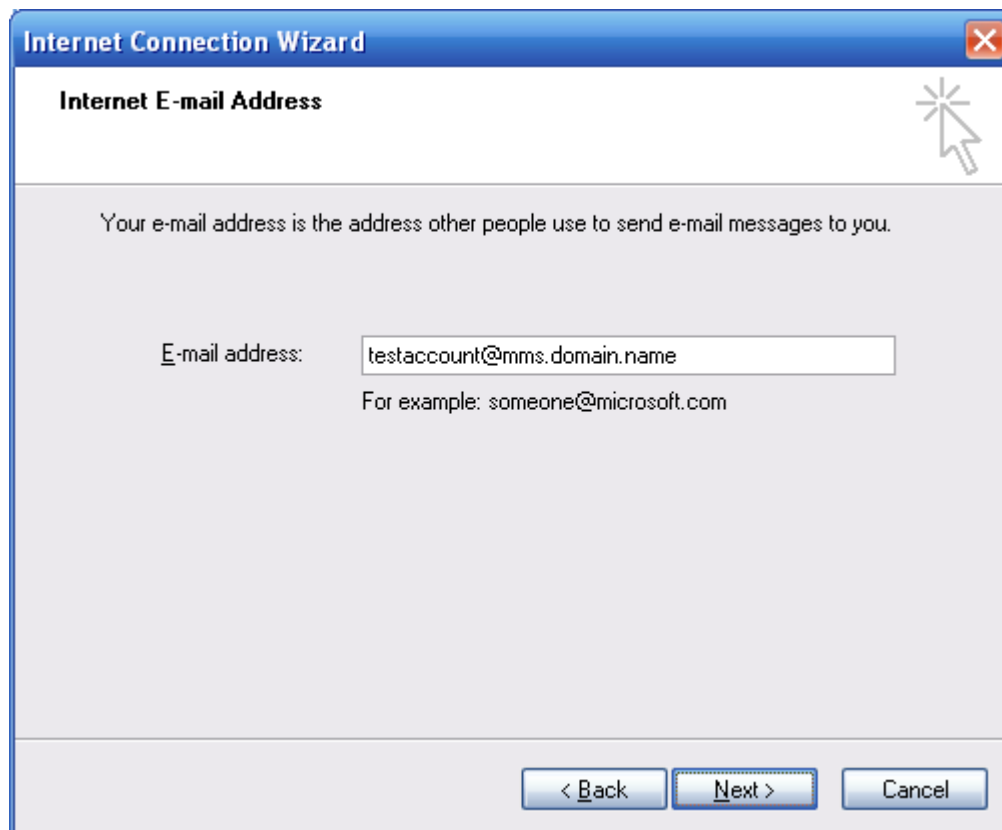 Internet Connection Wizard
Internet E-mail Address
Your e-mail address is the address other people use to send e-mail messages to you.
E-mail address: testaccount@mms.domain.name
For example: someone@microsoft.com
< Back Next > Cancel